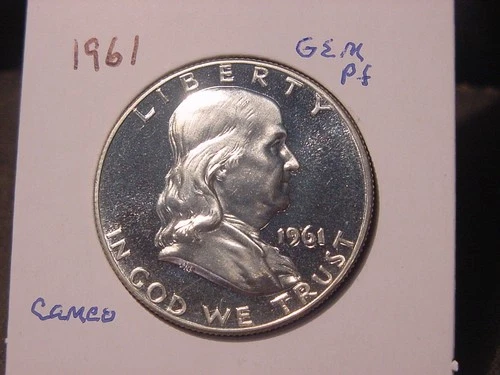 1961
GEM
Pf
LIBERTY
1961
IN GOD WE TRUST
Cameo